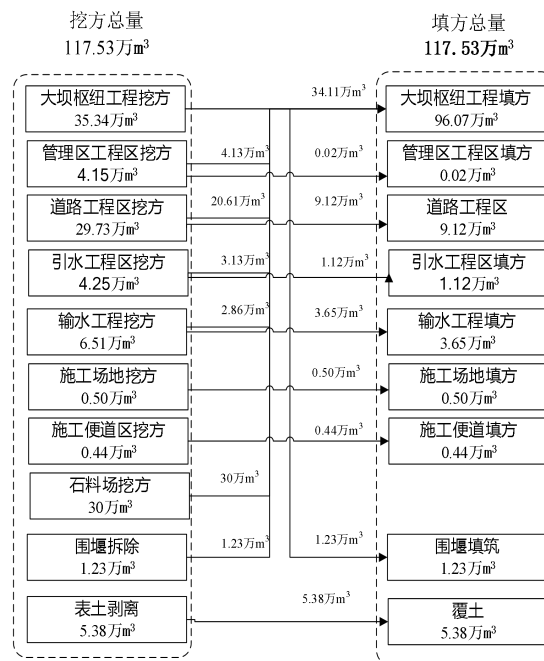 挖方总量
117.53万m³
填方总量
117.53万m³
大坝枢纽工程挖方
35.34万m³
34.11万m³
大坝枢纽工程填方
96.07万m³
管理区工程区挖方
4.15万m³
4.13万m³
0.02万m³
管理区工程区填方
0.02万m³
道路工程区挖方
29.73万m³
20.61万m³
9.12万m³
道路工程区
9.12万m³
引水工程区挖方
4.25万m³
3.13万m³
1.12万m³
引水工程区填方
1.12万m³
输水工程挖方
6.51万m³
2.86万m³
3.65万m³
输水工程填方
3.65万m³
施工场地挖方
0.50万m³
0.50万m³
施工场地填方
0.50万m³
施工便道区挖方
0.44万m³
0.44万m³
施工便道填方
0.44万m³
石料场挖方
30万m³
30万m³
围堰拆除
1.23万m³
1.23万m³
1.23万m³
围堰填筑
1.23万m³
表土剥离
5.38万m³
5.38万m³
覆土
5.38万m³